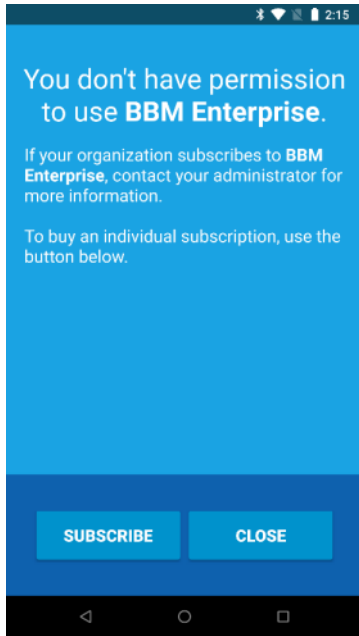 2:15
You don't have permission
to use BBM Enterprise.
If your organization subscribes to BBM
Enterprise, contact your administrator for
more information.
To buy an individual subscription, use the
button below.
SUBSCRIBE CLOSE